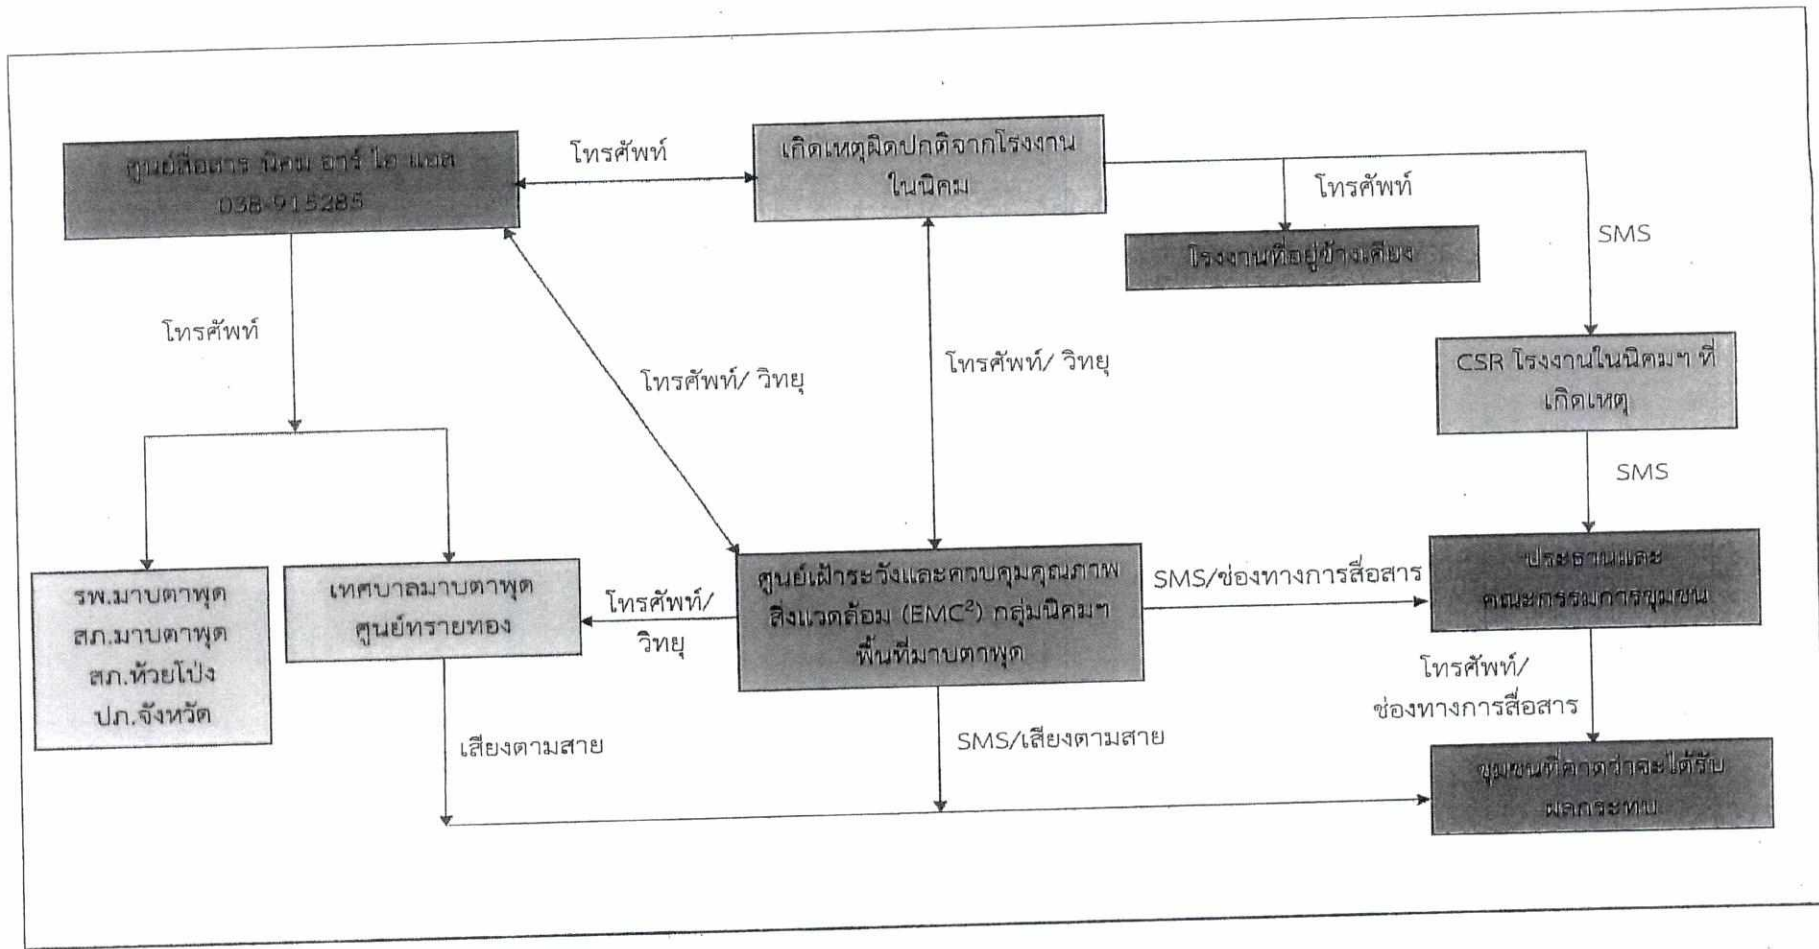 ศูนย์สื่อสาร นิคม อาร์ ไอ แอล
038-915285
โทรศัพท์
เกิดเหตุผิดปกติจากโรงงาน
ในนิคม
โทรศัพท์
โรงงานที่อยู่ข้างเคียง
SMS
โทรศัพท์
โทรศัพท์/ วิทยุ
โทรศัพท์/ วิทยุ
CSR โรงงานในนิคมฯ ที่
เกิดเหตุ
SMS
รพ.มาบตาพุด
สภ.มาบตาพุด
สภ.ห้วยโป่ง
ปภ.จังหวัด
เทศบาลมาบตาพุด
ศูนย์ทรายทอง
โทรศัพท์/
วิทยุ
ศูนย์เฝ้าระวังและควบคุมคุณภาพ
สิ่งแวดล้อม (EMC²) กลุ่มนิคมฯ
พื้นที่มาบตาพุด
SMS/ช่องทางการสื่อสาร
ประธานและ
คณะกรรมการชุมชน
โทรศัพท์/
ช่องทางการสื่อสาร
เสียงตามสาย
SMS/เสียงตามสาย
ชุมชนที่คาดว่าจะได้รับ
ผลกระทบ